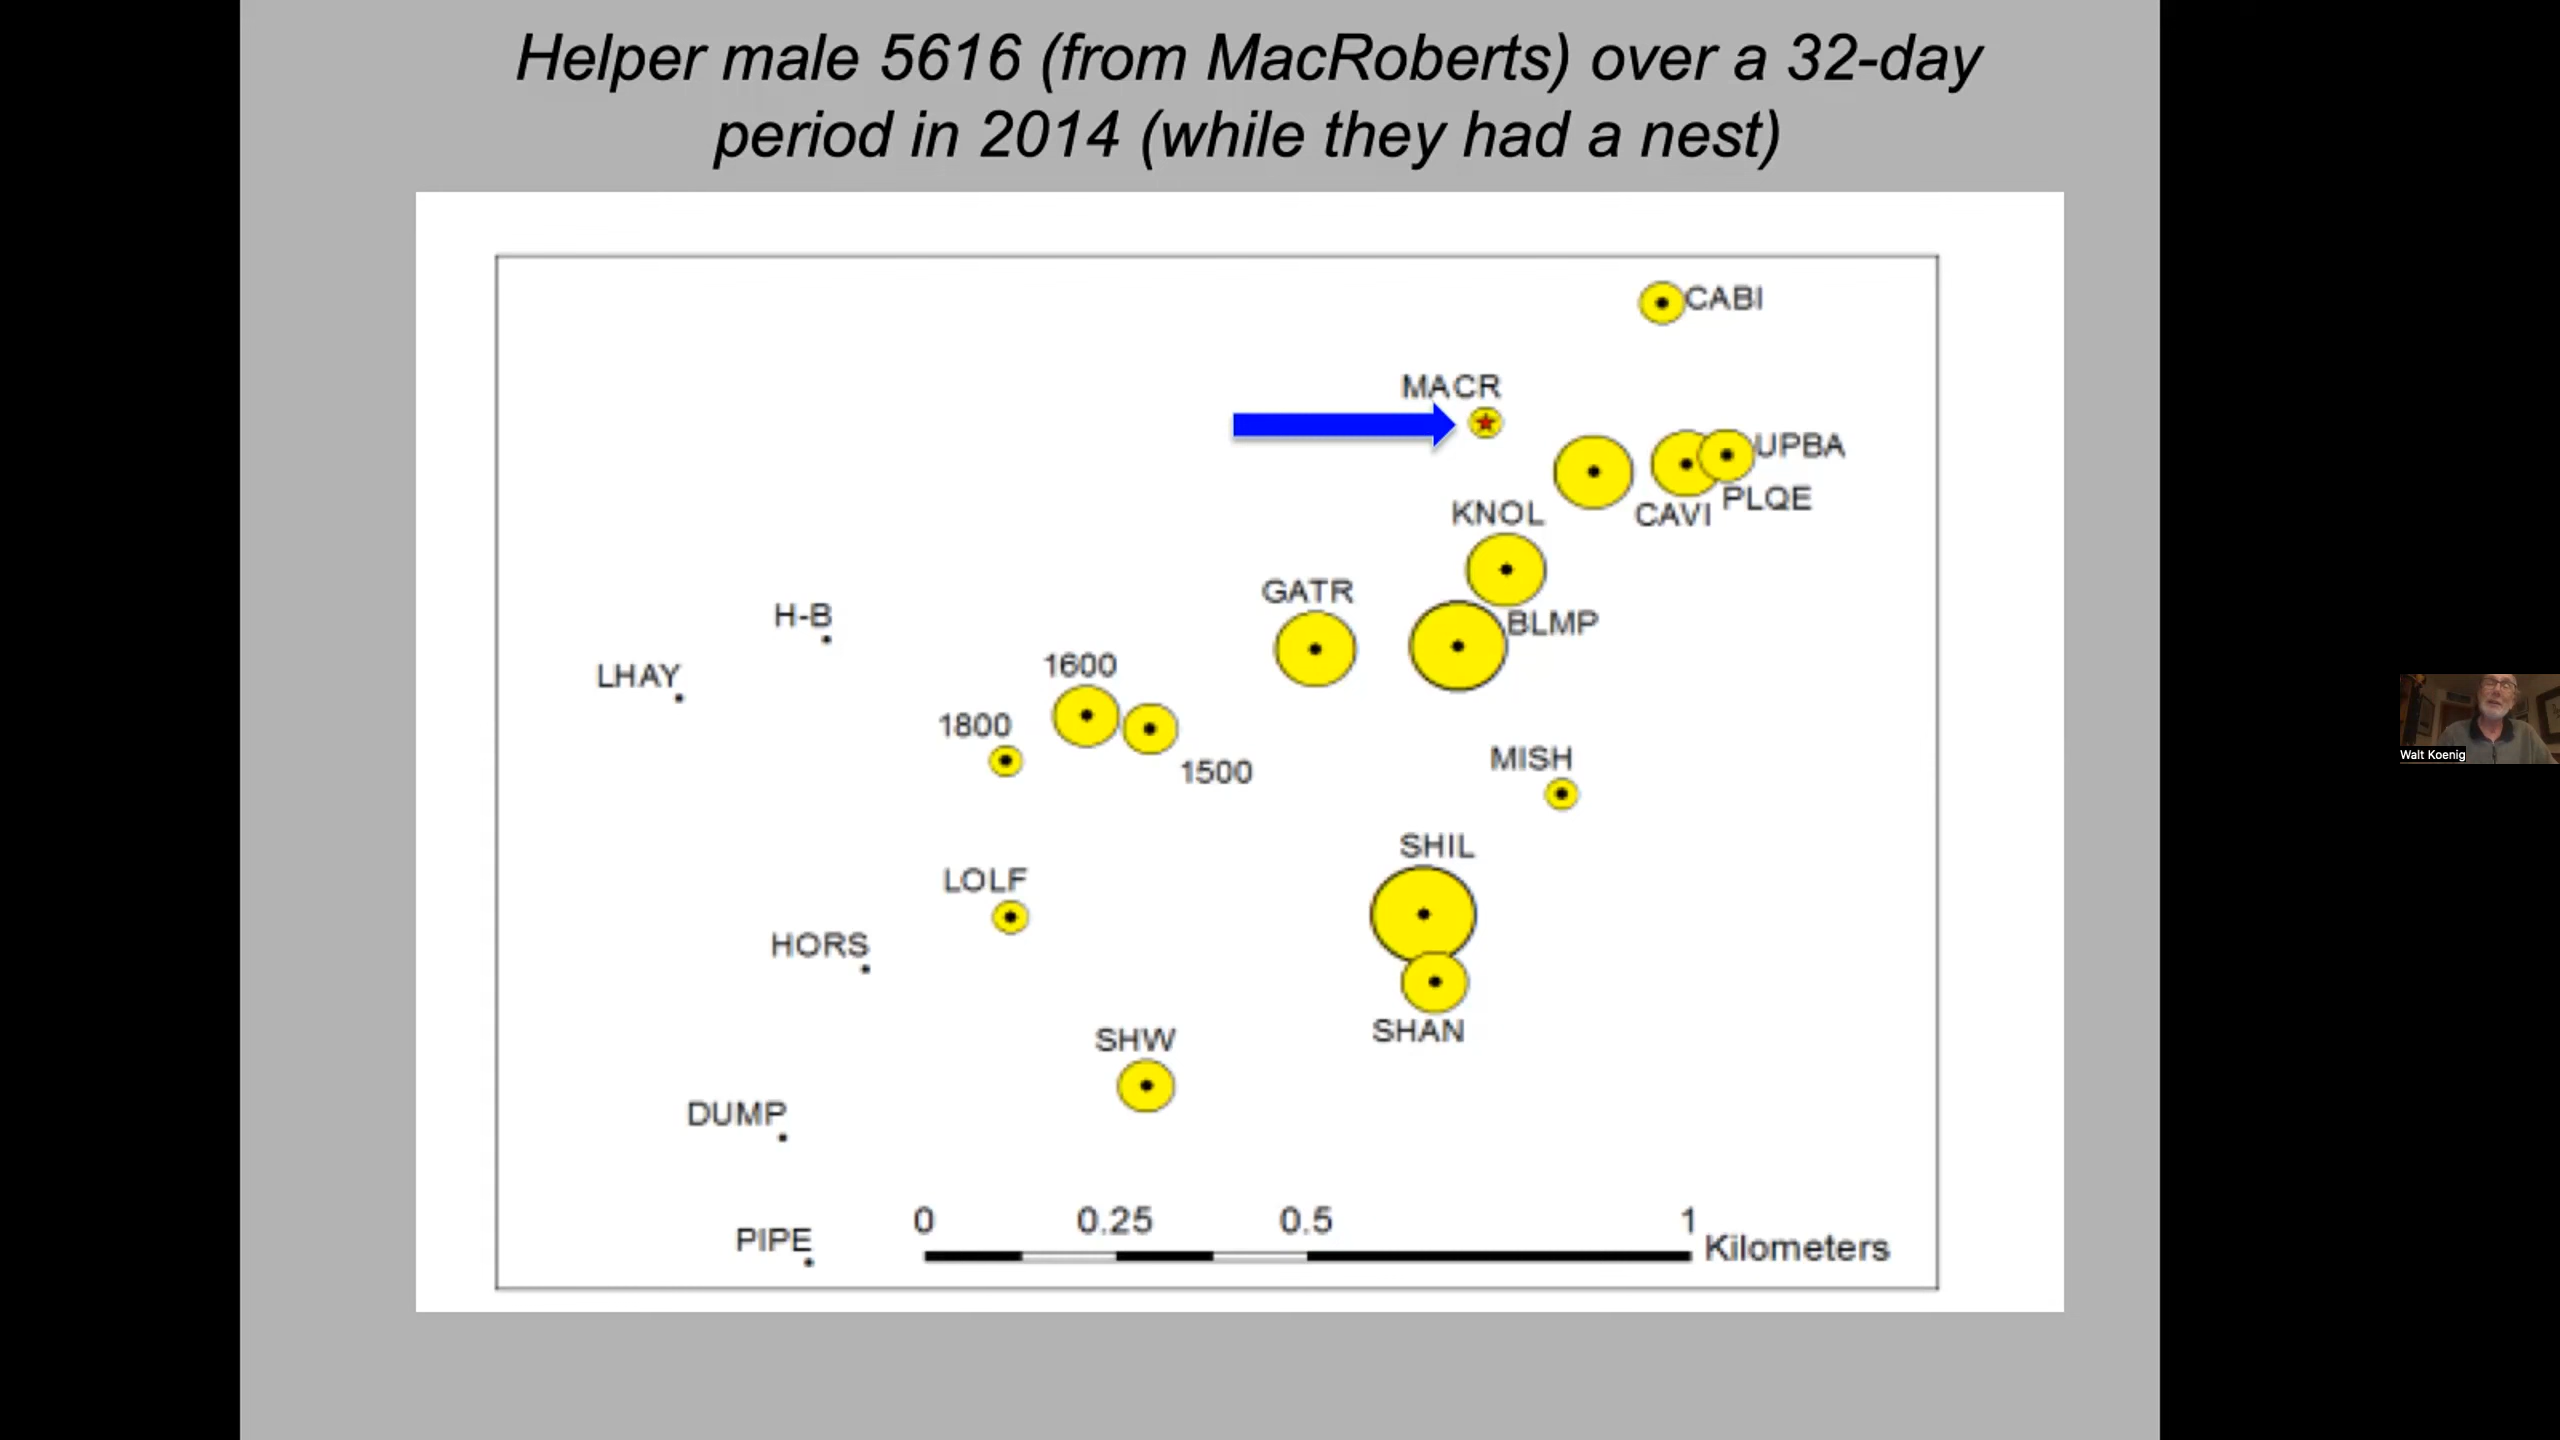 Helper male 5616 (from MacRoberts) over a 32-day
period in 2014 (while they had a nest)
CABI
MACR
UPBA
PLQE
CAVI
KNOL
GATR
BLMP
H-B
1600
LHAY
1800
1500
MISH
SHIL
LOLF
HORS
SHAN
SHW
DUMP
PIPE
0 0.25 0.5 1
Kilometers
Walt Koenig